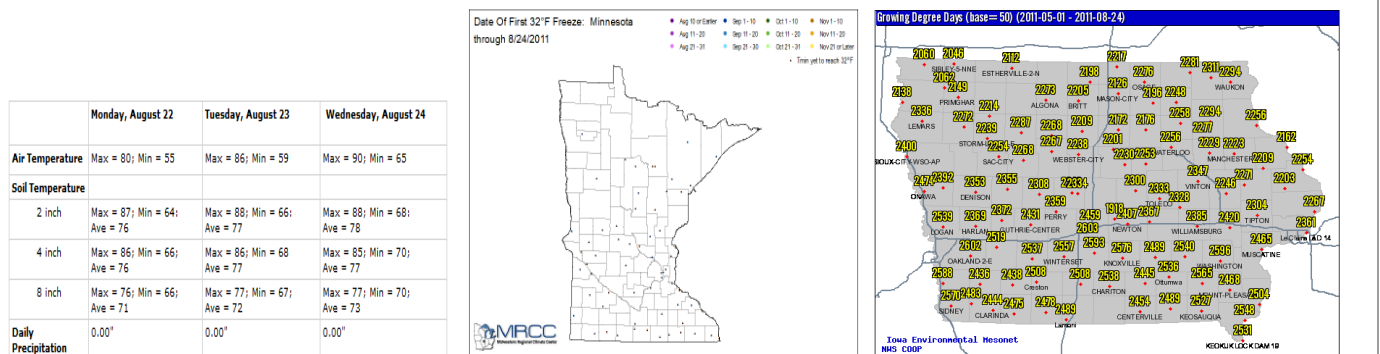 Monday, August 22 Tuesday, August 23 Wednesday, August 24
Air Temperature Max = 80; Min = 55 Max = 86; Min = 59 Max = 90; Min = 65
Soil Temperature
2 inch Max = 87; Min = 64; Ave = 76 Max = 88; Min = 66; Ave = 77 Max = 88; Min = 68; Ave = 78
4 inch Max = 86; Min = 66; Ave = 76 Max = 86; Min = 68 Ave = 77 Max = 85; Min = 70; Ave = 77
8 inch Max = 76; Min = 66; Ave = 71 Max = 77; Min = 67; Ave = 72 Max = 77; Min = 70; Ave = 73
Daily Precipitation 0.00" 0.00" 0.00"
Date Of First 32°F Freeze: Minnesota
through 8/24/2011
Aug 10 or Earlier Sep 1 - 10 Oct 1 - 10 Nov 1 - 10
Aug 11 - 20 Sep 11 - 20 Oct 11 - 20 Nov 11 - 20
Aug 21 - 31 Sep 21 - 30 Oct 21 - 31 Nov 21 or Later
Tmin yet to reach 32°F
MRCC
Midwestern Regional Climate Center
Growing Degree Days (base=50) (2011-05-01 - 2011-08-24)
2060 2046 2112 2217 2281 2311 2294
SIBLEY-5-NNE ESTHERVILLE-2-N WAUKON
2062 2149 2198 2126 2276
2138 PRIMGHAR 2214 2273 2205 MASON-CITY 2196 2248
ALGONA BRITT
2336 2272 2239 2287 2268 2209 2172 2176 2258 2294 2277 2256
LEMARS
2400 2254 2268 2267 2238 2201 2256 2229 2223 2162
SAC-CITY WEBSTER-CITY 2230 2253 WATERLOO MANCHESTER 2209 2254
2474 2392 2353 2355 2308 2334 2300 2333 2347 2246 2271 2203
ONAWA DENISON 2359 TOLEDO 2328 VINTON
2539 2369 2372 2431 PERRY 2459 1918 2407 2367 2385 2420 2304 2267
LOGAN HARLAN GUTHRIE-CENTER 2603 NEWTON WILLIAMSBURG TIPTON 2361
2602 2519 2537 2557 2593 2576 2489 2540 2596 2465
OAKLAND-2-E WINTERSET KNOXVILLE WASHINGTON MUSCATINE
2588 2436 2438 2508 2508 2538 2445 2536 2565 2468
Creston CHARITON Ottumwa MOUNT-PLEAS
2570 2483 2444 2475 2478 2489 2454 2489 2527 2504
SIDNEY CLARINDA Lamoni CENTERVILLE KEOSAUQUA 2548
2531
KEOKUK LOCK DAM 19
Iowa Environmental Mesonet
NWS COOP